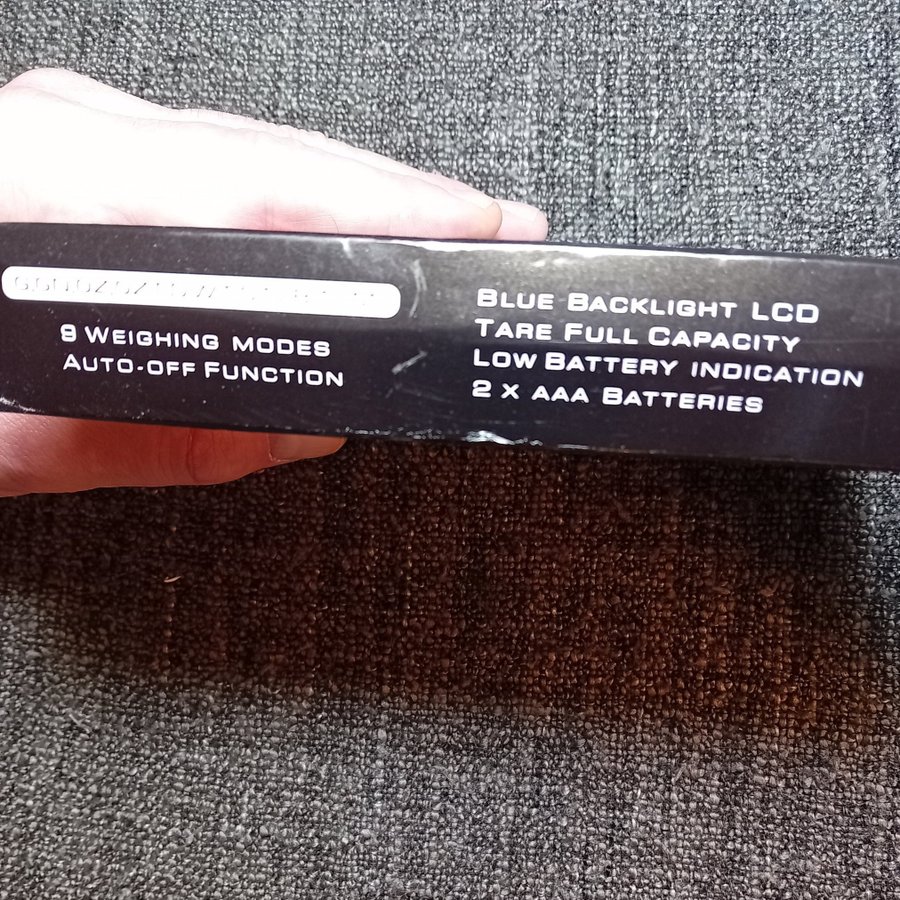 9 WEIGHING MODES
AUTO-OFF FUNCTION
BLUE BACKLIGHT LCD
TARE FULL CAPACITY
LOW BATTERY INDICATION
2 X AAA BATTERIES